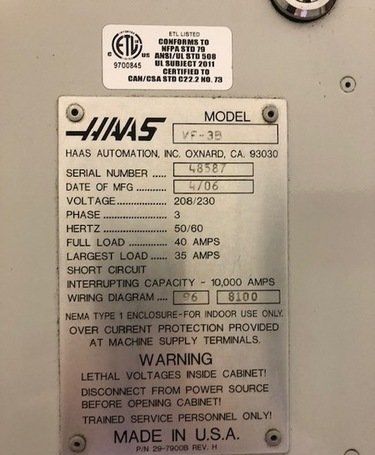 ETL LISTED
CONFORMS TO
NFPA STD 79
ANSI/UL STD 508
UL SUBJECT 2011
CERTIFIED TO
CAN/CSA STD C22.2 NO. 73
ETL
C US
9700845
HAAS
MODEL
VF-3B
HAAS AUTOMATION, INC. OXNARD, CA. 93030
SERIAL NUMBER ..... 48587
DATE OF MFG ..... 4/06
VOLTAGE................ 208/230
PHASE .................. 3
HERTZ.................. 50/60
FULL LOAD ........... 40 AMPS
LARGEST LOAD ..... 35 AMPS
SHORT CIRCUIT
INTERRUPTING CAPACITY - 10,000 AMPS
WIRING DIAGRAM .... 96 8100
NEMA TYPE 1 ENCLOSURE-FOR INDOOR USE ONLY.
OVER CURRENT PROTECTION PROVIDED
AT MACHINE SUPPLY TERMINALS.
WARNING
LETHAL VOLTAGES INSIDE CABINET!
DISCONNECT FROM POWER SOURCE
BEFORE OPENING CABINET!
TRAINED SERVICE PERSONNEL ONLY!
MADE IN U.S.A.
P/N 29-7900B REV. H